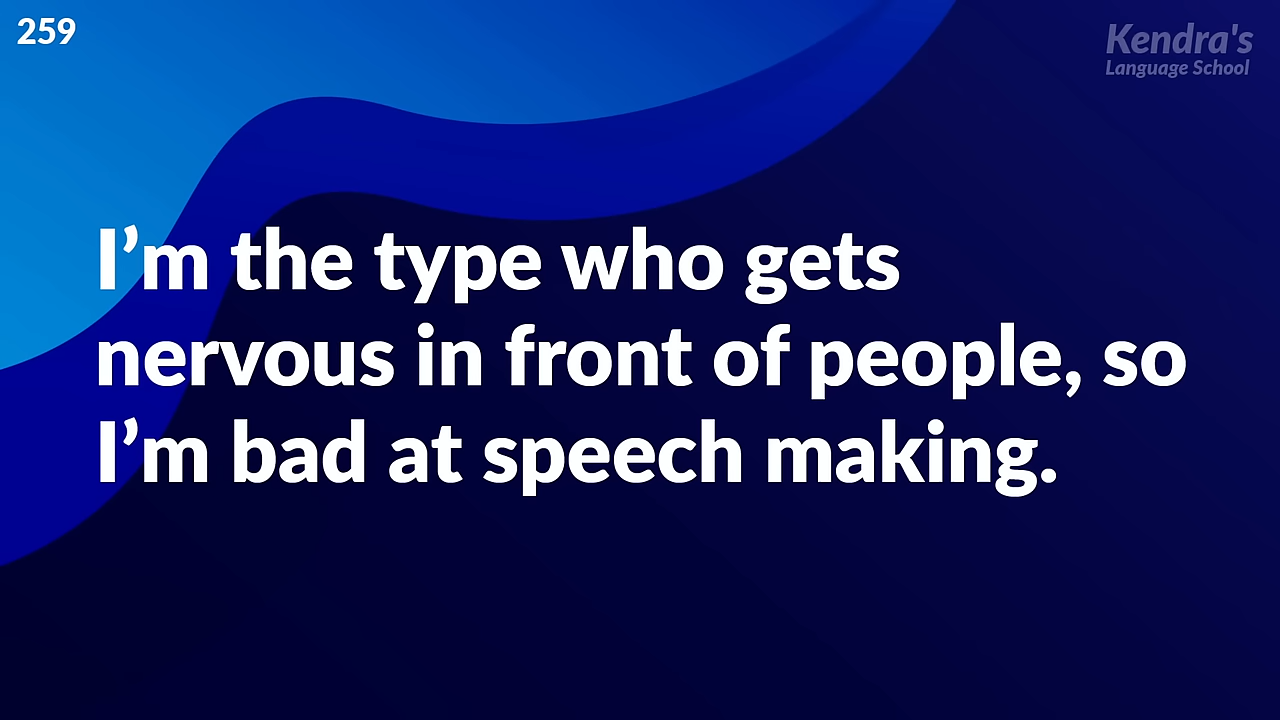 259
Kendra's
Language School
I’m the type who gets
nervous in front of people, so
I’m bad at speech making.